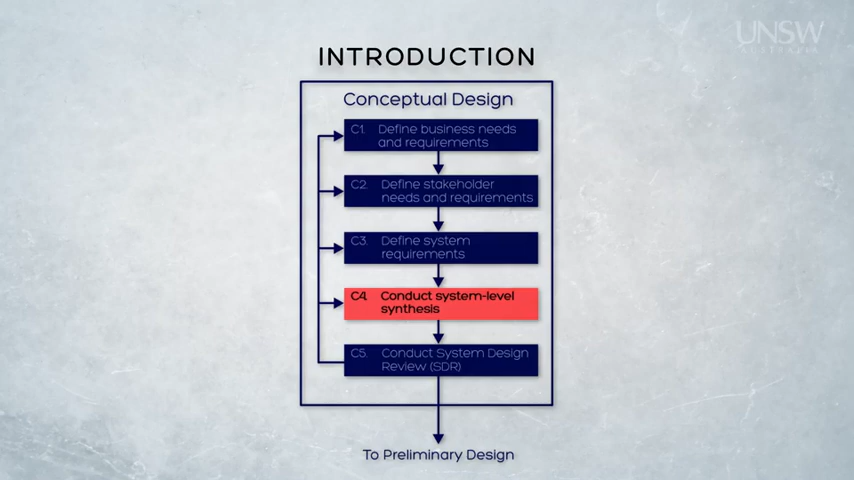 UNSW
AUSTRALIA
INTRODUCTION
Conceptual Design
C1. Define business needs
and requirements
C2. Define stakeholder
needs and requirements
C3. Define system
requirements
C4. Conduct system-level
synthesis
C5. Conduct System Design
Review (SDR)
To Preliminary Design